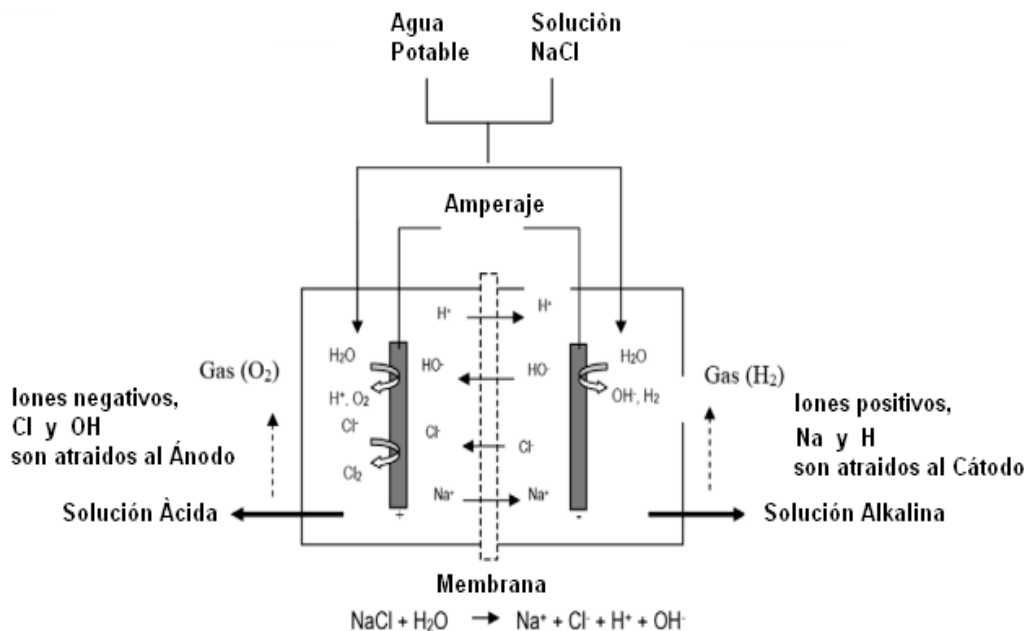 Agua
Potable
Solución
NaCl
Amperaje
H⁺
H⁺
H₂O
HO⁻
HO⁻
H₂O
H⁺, O₂
OH⁻, H₂
Cl⁻
Cl⁻
Cl⁻
Cl₂
Na⁺
Na⁺
+
-
Gas (O₂)
Iones negativos,
Cl y OH
son atraidos al Ánodo
Solución Àcida
Gas (H₂)
Iones positivos,
Na y H
son atraidos al Cátodo
Solución Alkalina
Membrana
NaCl + H₂O → Na⁺ + Cl⁻ + H⁺ + OH⁻